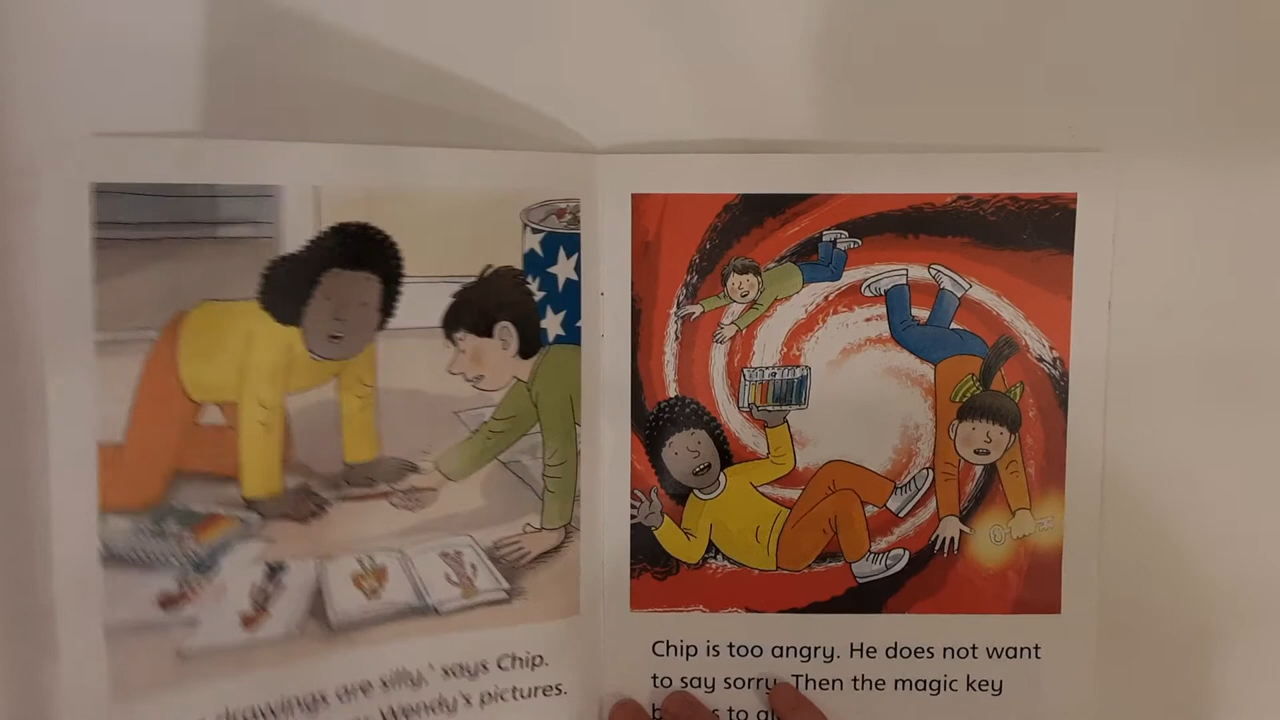 drawings are silly,' says Chip.
Wendy's pictures.
Chip is too angry. He does not want
to say sorry. Then the magic key
to